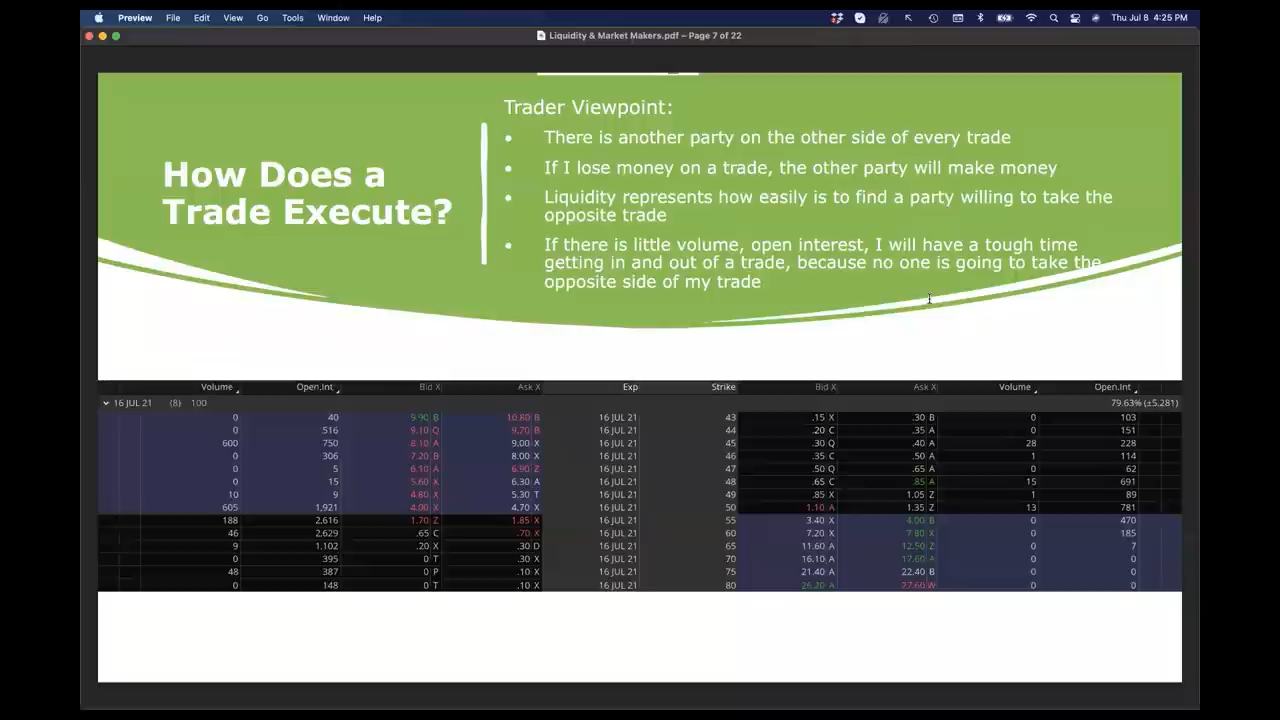 Preview File Edit View Go Tools Window Help Thu Jul 8 4:25 PM
Liquidity & Market Makers.pdf – Page 7 of 22
How Does a
Trade Execute?
Trader Viewpoint:
• There is another party on the other side of every trade
• If I lose money on a trade, the other party will make money
• Liquidity represents how easily is to find a party willing to take the
opposite trade
• If there is little volume, open interest, I will have a tough time
getting in and out of a trade, because no one is going to take the
opposite side of my trade
Volume Open.Int Bid X Ask X Exp Strike Bid X Ask X Volume Open.Int
16 JUL 21 (8) 100 79.63% (±5.281)
0 40 9.90 B 10.80 B 16 JUL 21 43 .15 X .30 B 0 103
0 516 9.10 Q 9.70 B 16 JUL 21 44 .20 C .35 A 0 151
600 750 8.10 A 9.00 X 16 JUL 21 45 .30 Q .40 A 28 228
0 306 7.20 B 8.00 X 16 JUL 21 46 .35 C .50 A 1 114
0 5 6.10 A 6.90 Z 16 JUL 21 47 .50 Q .65 A 0 62
0 15 5.60 X 6.30 A 16 JUL 21 48 .65 C .85 A 15 691
10 9 4.80 X 5.30 T 16 JUL 21 49 .85 X 1.05 Z 1 89
605 1,921 4.00 X 4.70 X 16 JUL 21 50 1.10 A 1.35 Z 13 781
188 2,616 1.70 Z 1.85 X 16 JUL 21 55 3.40 X 4.00 B 0 470
46 2,629 .65 C .70 X 16 JUL 21 60 7.20 X 7.80 X 0 185
9 1,102 .20 X .30 D 16 JUL 21 65 11.60 A 12.50 Z 0 7
0 395 0 T .30 X 16 JUL 21 70 16.10 A 17.60 A 0 0
48 387 0 P .10 X 16 JUL 21 75 21.40 A 22.40 B 0 0
0 148 0 T .10 X 16 JUL 21 80 26.20 A 27.60 W 0 0